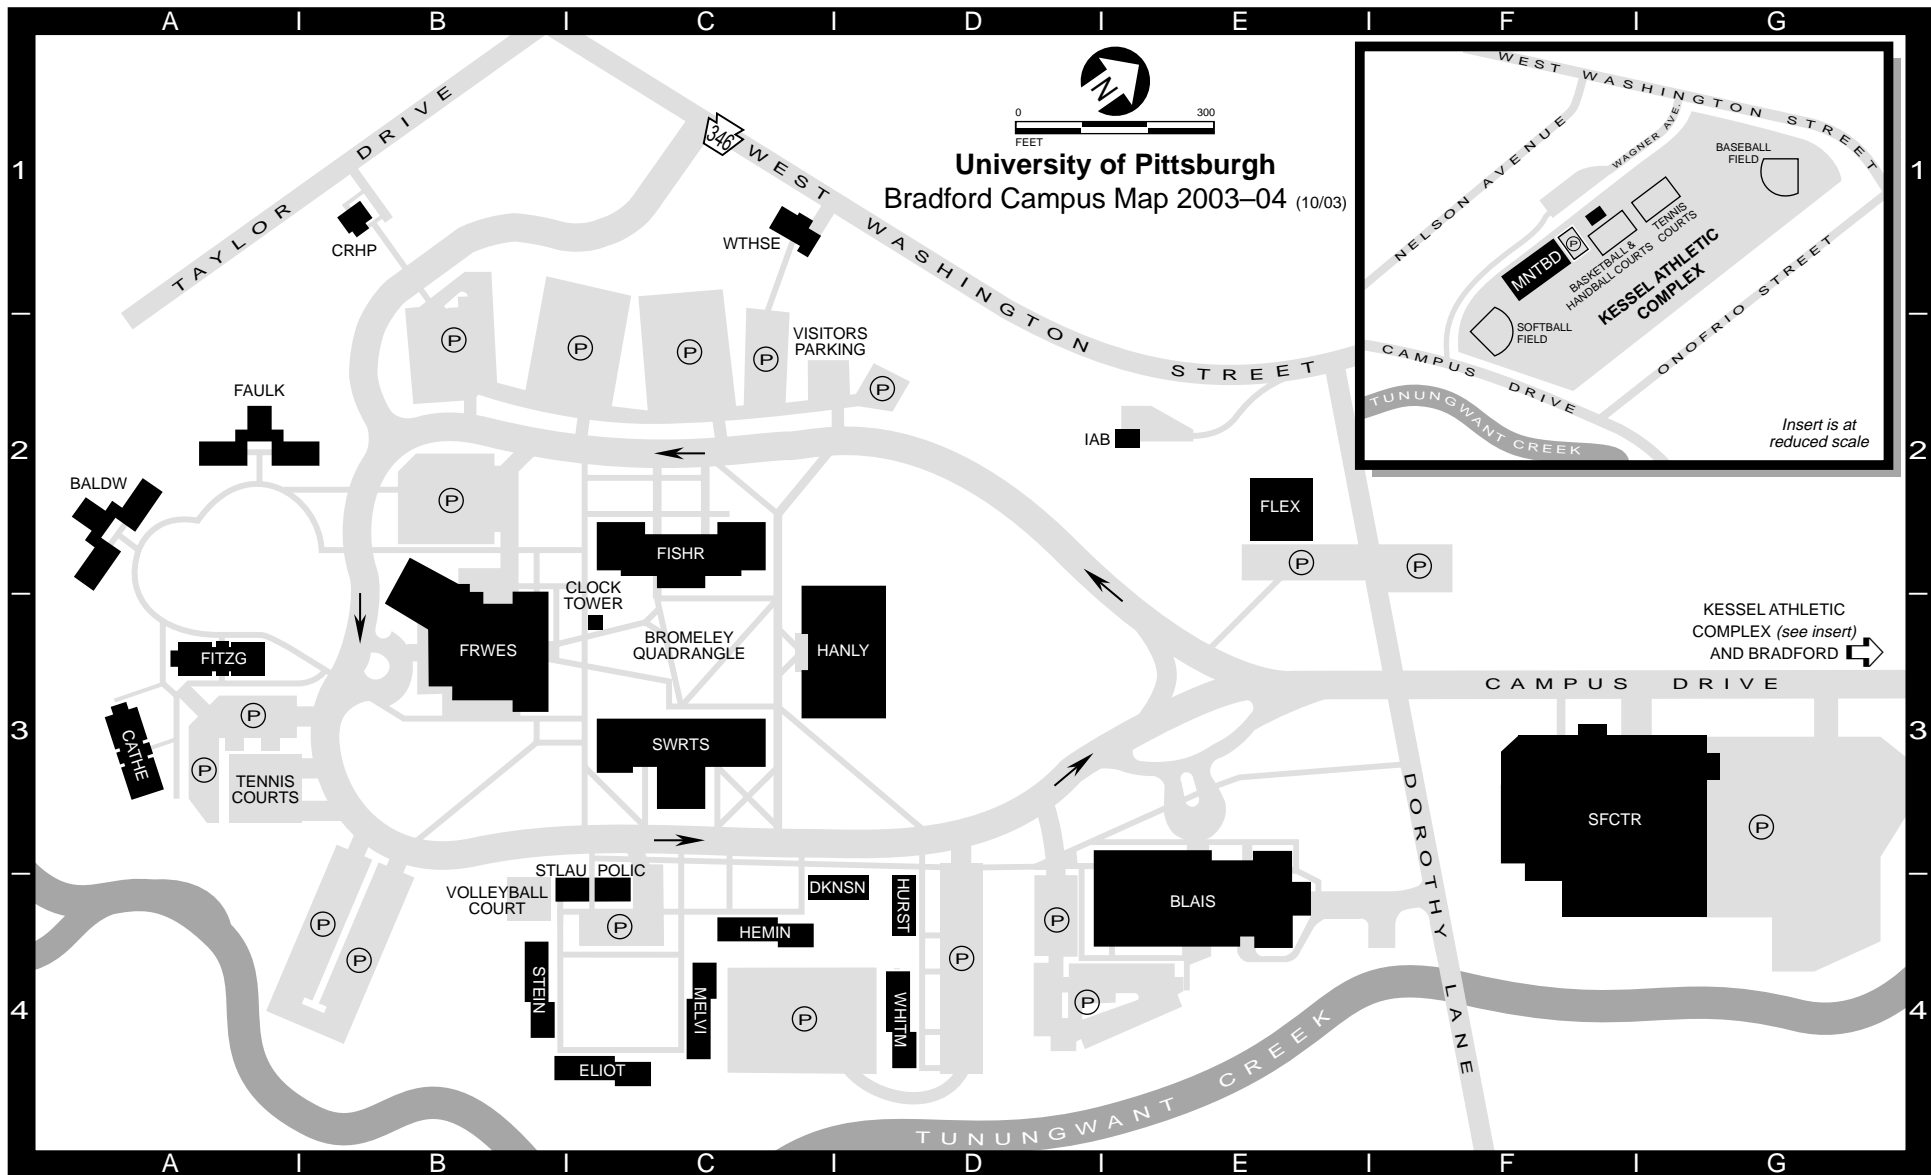 A I B I C I D I E I F I G
1
2
3
4
1
2
3
4
A I B I C I D I E I F I G
N
0 300
FEET
University of Pittsburgh
Bradford Campus Map 2003–04 (10/03)
TAYLOR DRIVE
346
WEST WASHINGTON STREET
CRHP
WTHSE
VISITORS
PARKING
P
P
P
P
P
FAULK
BALDW
P
IAB
FLEX
P
P
FISHR
CLOCK
TOWER
BROMELEY
QUADRANGLE
FRWES
HANLY
FITZG
CATHE
P
P
TENNIS
COURTS
SWRTS
KESSEL ATHLETIC
COMPLEX (see insert)
AND BRADFORD
CAMPUS DRIVE
DOROTHY LANE
SFCTR
P
STLAU
POLIC
VOLLEYBALL
COURT
P
P
P
DKNSN
HURST
HEMIN
BLAIS
P
P
P
STEIN
MELVI
P
WHITM
ELIOT
TUNUNGWANT CREEK
WEST WASHINGTON STREET
NELSON AVENUE
WAGNER AVE.
BASEBALL
FIELD
TENNIS
COURTS
BASKETBALL &
HANDBALL COURTS
P
MNTBD
KESSEL ATHLETIC
COMPLEX
SOFTBALL
FIELD
ONOFRIO STREET
CAMPUS DRIVE
TUNUNGWANT CREEK
Insert is at
reduced scale